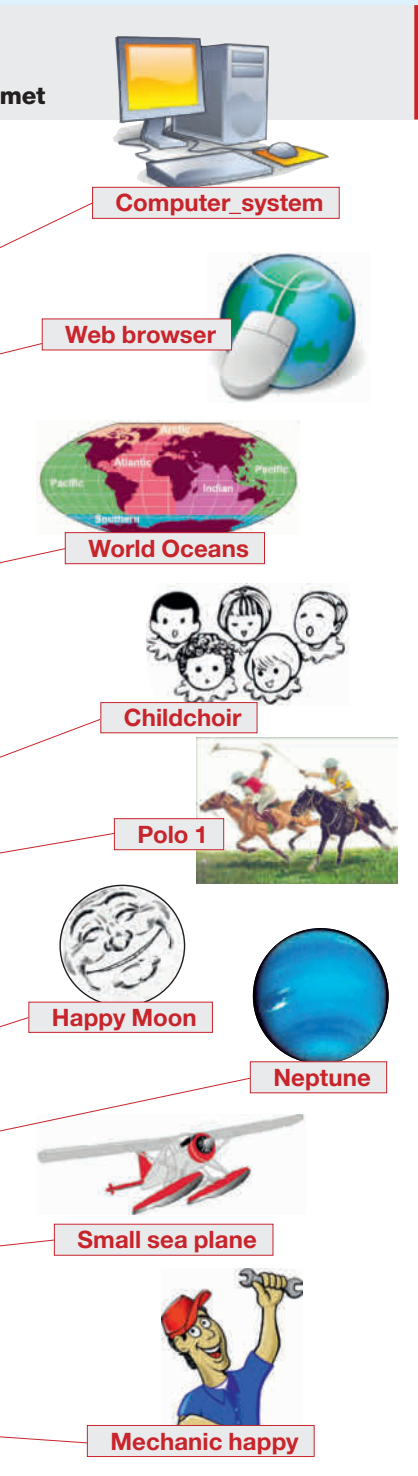 met
Computer_system
Web browser
Arctic
Atlantic
Pacific
Pacific
Indian
Southern
World Oceans
Childchoir
Polo 1
Happy Moon
Neptune
Small sea plane
Mechanic happy